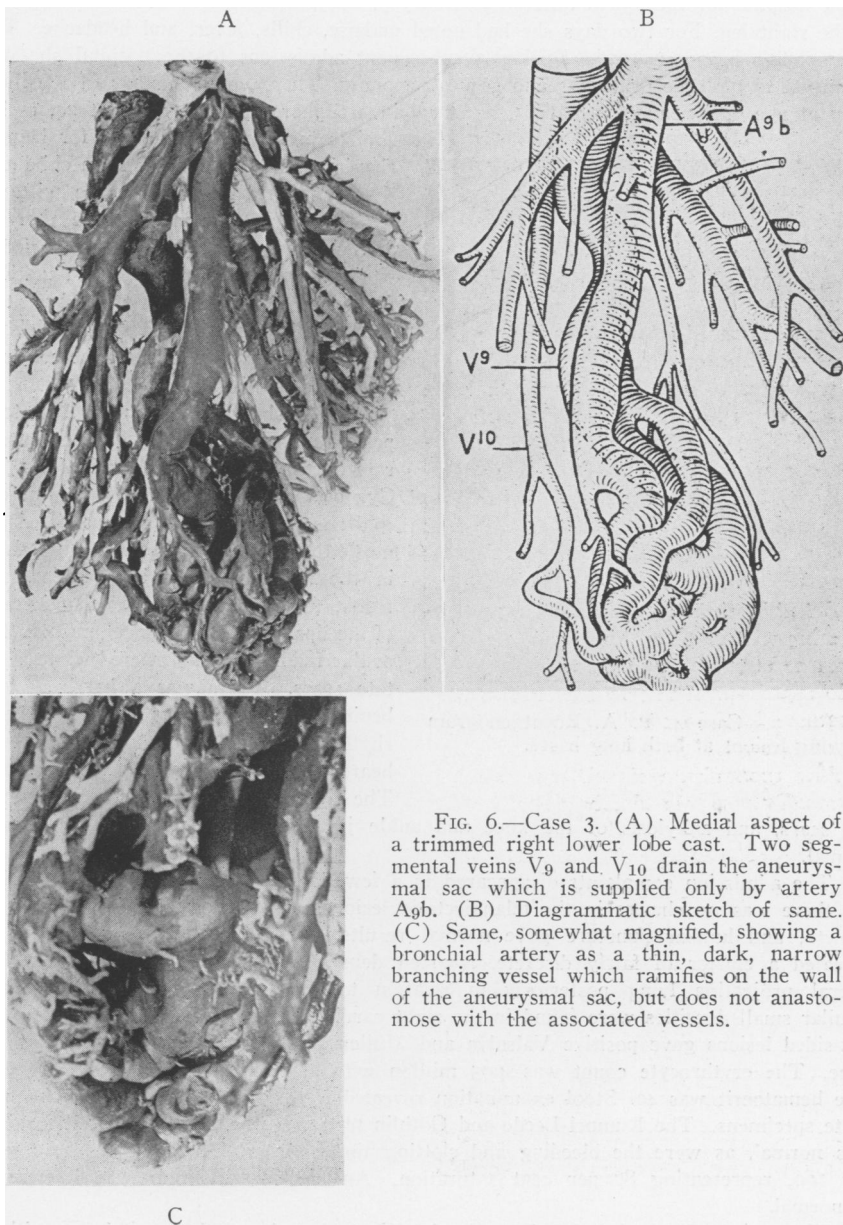 A
B
A9b
V9
V10
FIG. 6.—Case 3. (A) Medial aspect of
a trimmed right lower lobe cast. Two seg-
mental veins V9 and V10 drain the aneurys-
mal sac which is supplied only by artery
A9b. (B) Diagrammatic sketch of same.
(C) Same, somewhat magnified, showing a
bronchial artery as a thin, dark, narrow
branching vessel which ramifies on the wall
of the aneurysmal sac, but does not anasto-
mose with the associated vessels.
C